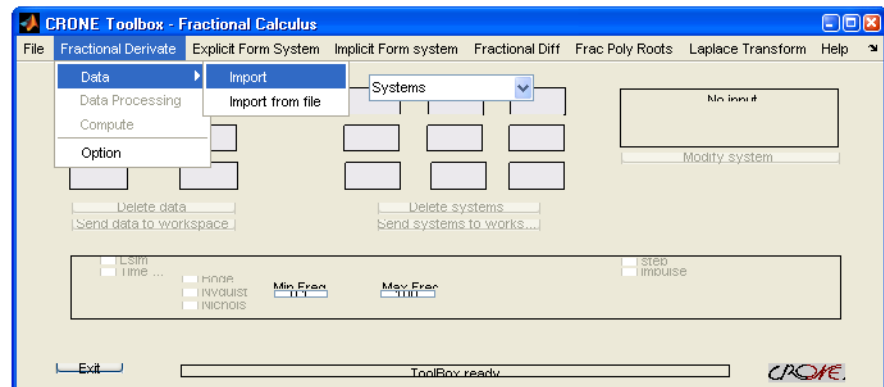 CRONE Toolbox - Fractional Calculus
File Fractional Derivate Explicit Form System Implicit Form system Fractional Diff Frac Poly Roots Laplace Transform Help
Data Import
Systems
Data Processing Import from file
No input
Compute
Option
Modify system
Delete data Delete systems
Send data to workspace Send systems to works...
Lsim step
Time ... impulse
Bode
Nyquist Min Freq Max Freq
0.1 100
Nichols
Exit ToolBox ready
CRONE